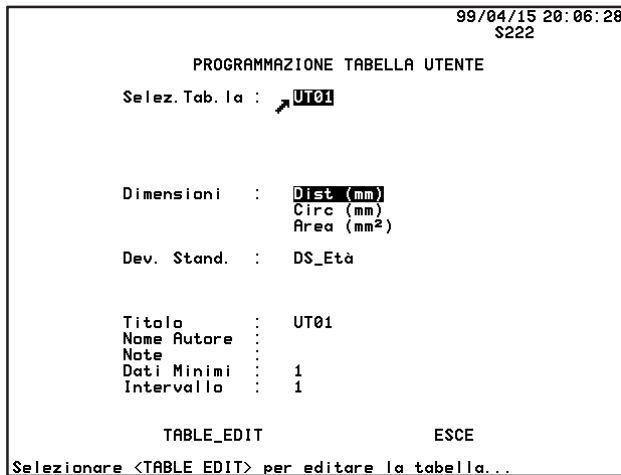 99/04/15 20:06:28
S222
PROGRAMMAZIONE TABELLA UTENTE
Selez.Tab.la : UT01
Dimensioni : Dist (mm)
Circ (mm)
Area (mm²)
Dev. Stand. : DS_Età
Titolo : UT01
Nome Autore :
Note :
Dati Minimi : 1
Intervallo : 1
TABLE_EDIT ESCE
Selezionare <TABLE EDIT> per editare la tabella...